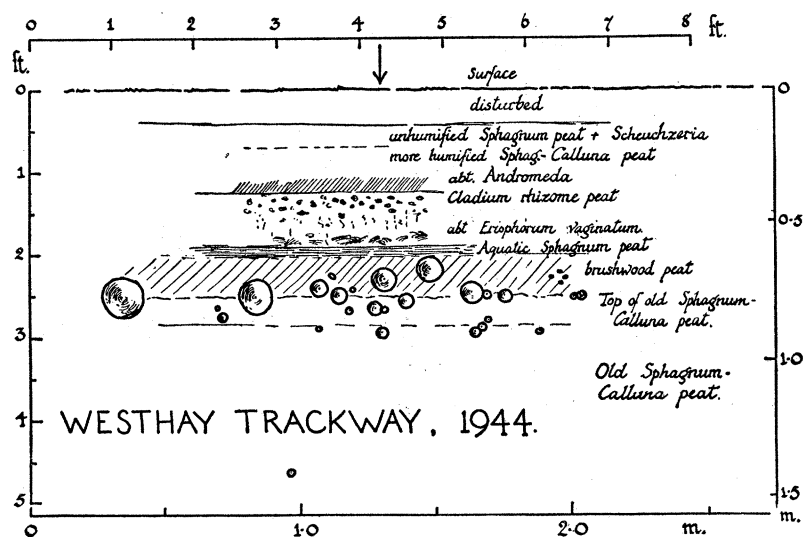 0 1 2 3 4 5 6 7 8 ft.
ft.
0
1
2
3
4
5
Surface
disturbed
unhumified Sphagnum peat + Scheuchzeria
more humified Sphag-Calluna peat
abt. Andromeda
Cladium rhizome peat
abt Eriophorum vaginatum.
Aquatic Sphagnum peat
brushwood peat
Top of old Sphagnum-
Calluna peat.
Old Sphagnum-
Calluna peat.
WESTHAY TRACKWAY, 1944.
0
0.5
1.0
1.5
m.
0 1.0 2.0 m.